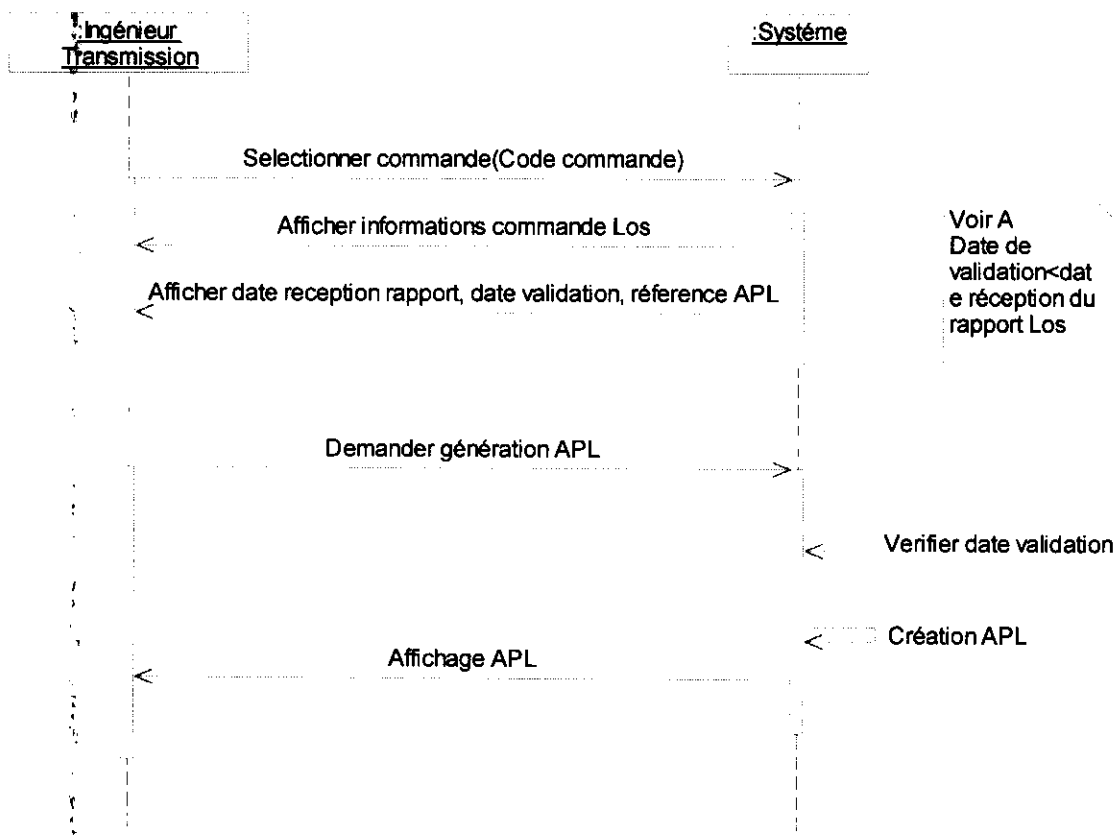 :Ingénieur
Transmission
:Systéme
Selectionner commande(Code commande)
Afficher informations commande Los
Afficher date reception rapport, date validation, réference APL
Voir A
Date de
validation<dat
e réception du
rapport Los
Demander génération APL
Verifier date validation
Création APL
Affichage APL